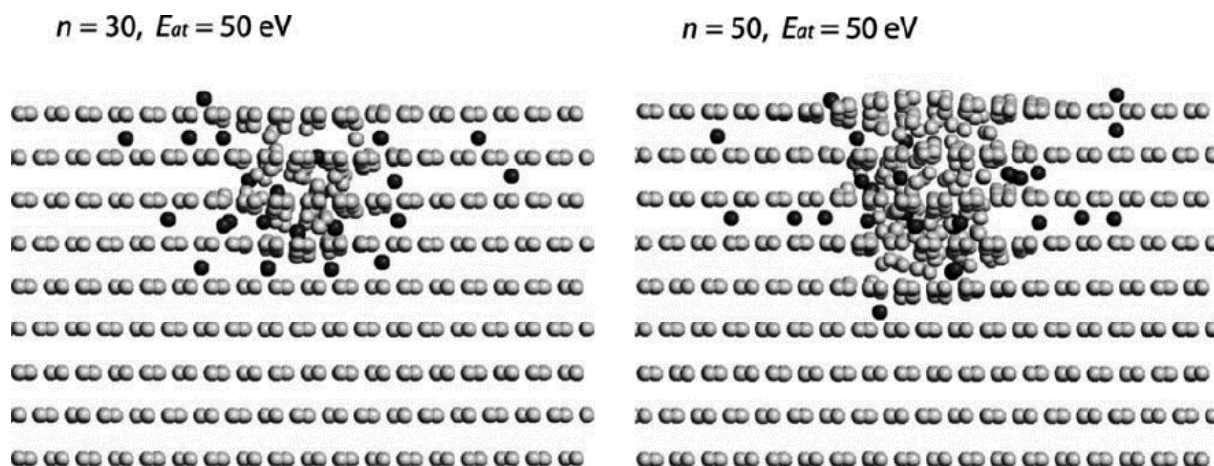 n = 30, Eat = 50 eV
n = 50, Eat = 50 eV